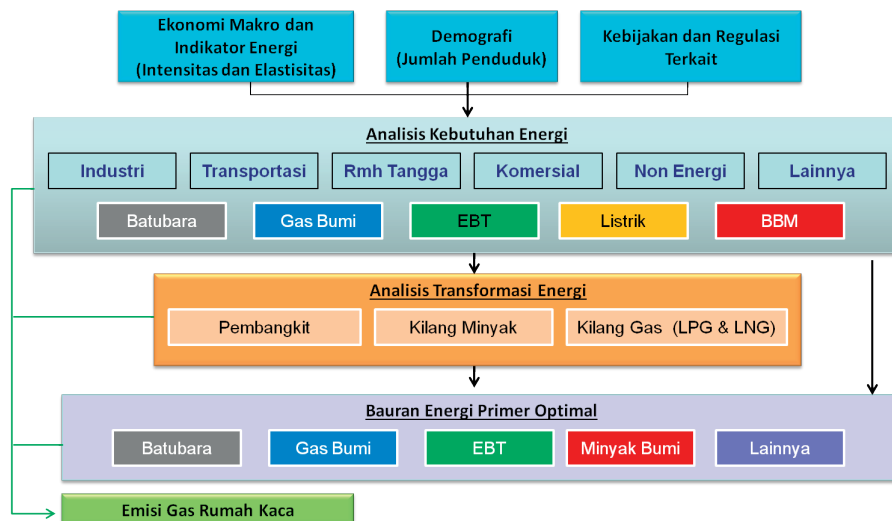 Ekonomi Makro dan
Indikator Energi
(Intensitas dan Elastisitas)
Demografi
(Jumlah Penduduk)
Kebijakan dan Regulasi
Terkait
Analisis Kebutuhan Energi
Industri
Transportasi
Rmh Tangga
Komersial
Non Energi
Lainnya
Batubara
Gas Bumi
EBT
Listrik
BBM
Analisis Transformasi Energi
Pembangkit
Kilang Minyak
Kilang Gas (LPG & LNG)
Bauran Energi Primer Optimal
Batubara
Gas Bumi
EBT
Minyak Bumi
Lainnya
Emisi Gas Rumah Kaca